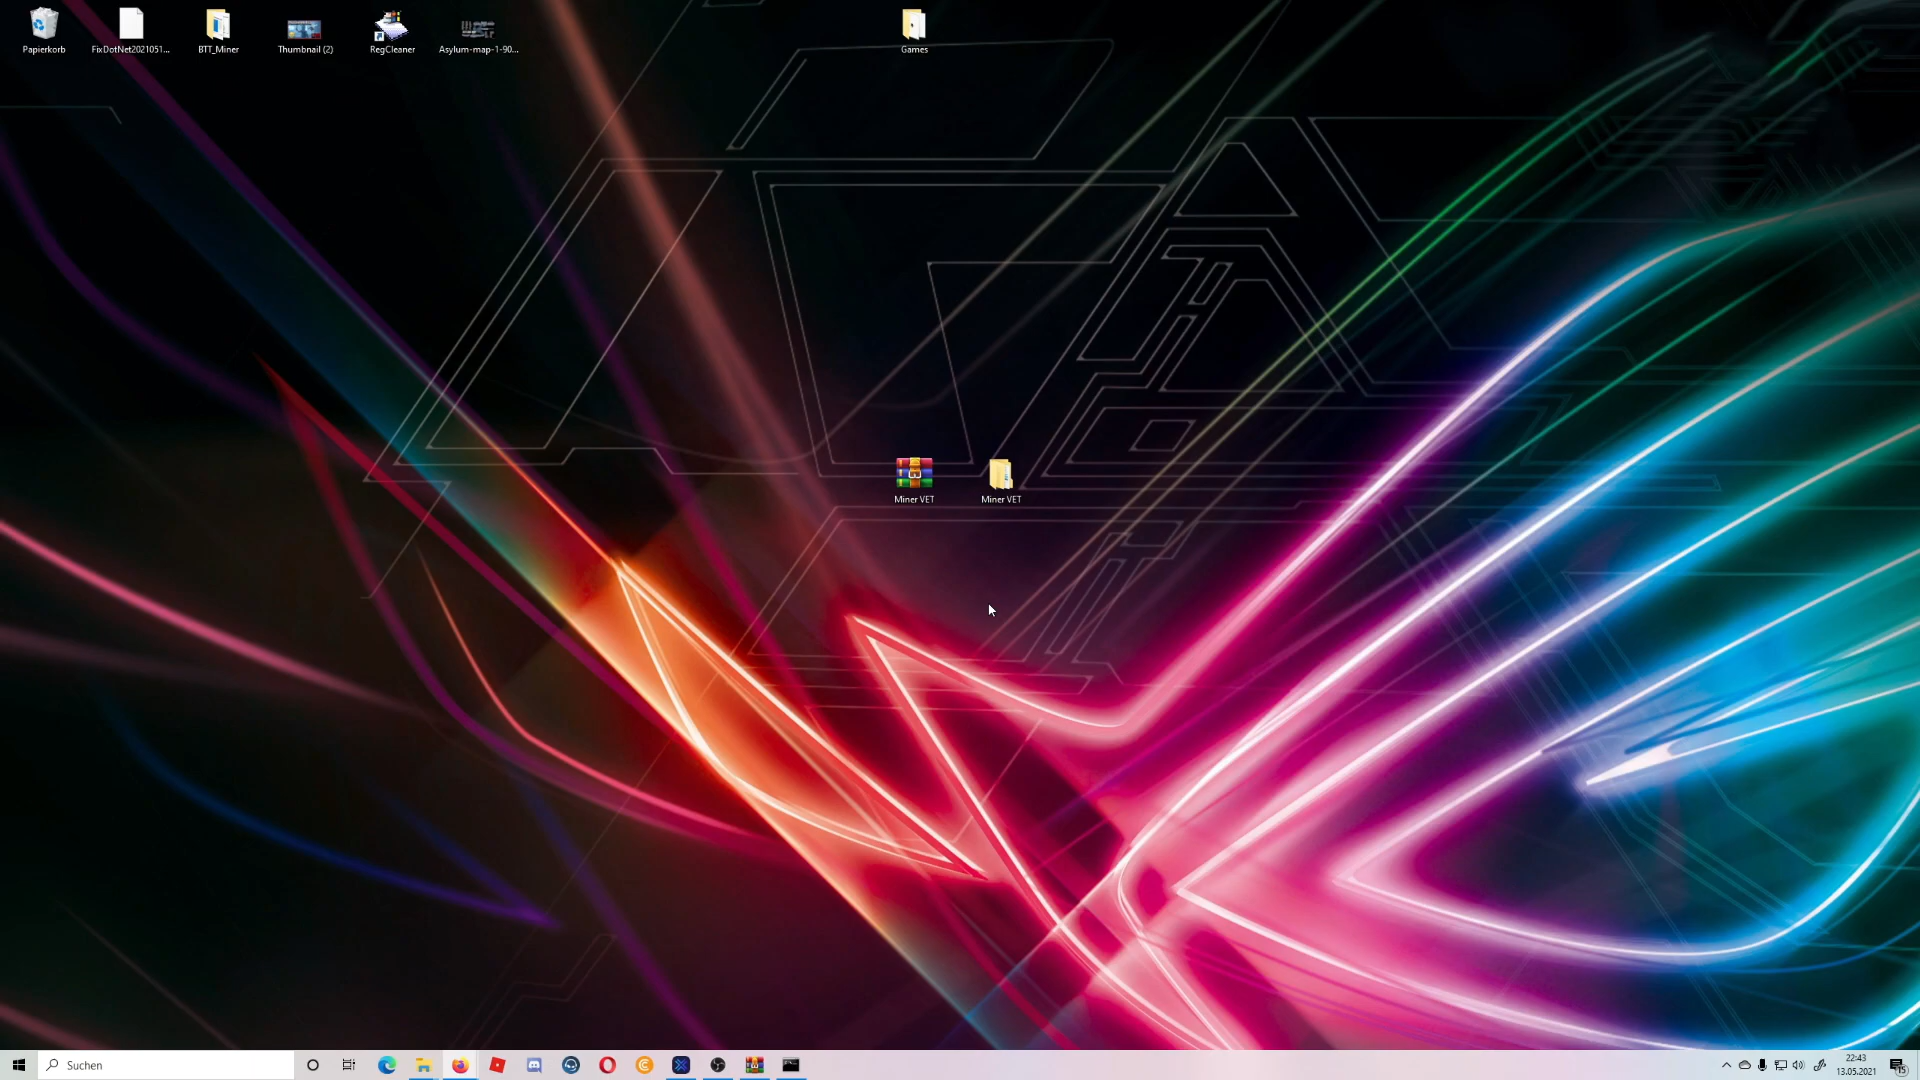 Papierkorb
FixDotNet2021051...
BTT_Miner
Thumbnail (2)
RegCleaner
Asylum-map-1-90...
Games
Miner VET
Miner VET
Suchen
22:43
13.05.2021
15